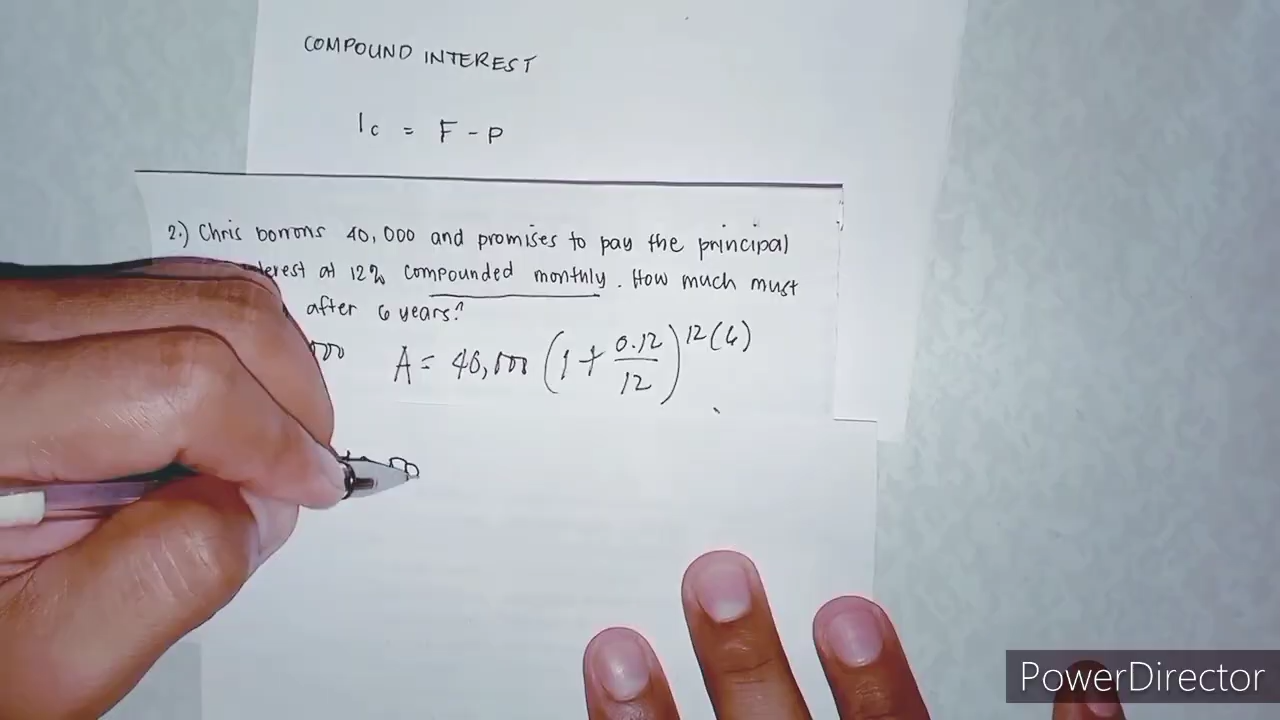 COMPOUND INTEREST
Ic = F - P
2.) Chris borrows 40,000 and promises to pay the principal
at 12% compounded monthly. How much must
after 6 years?
A = 40,000 (1 + 0.12/12)^12(6)
PowerDirector